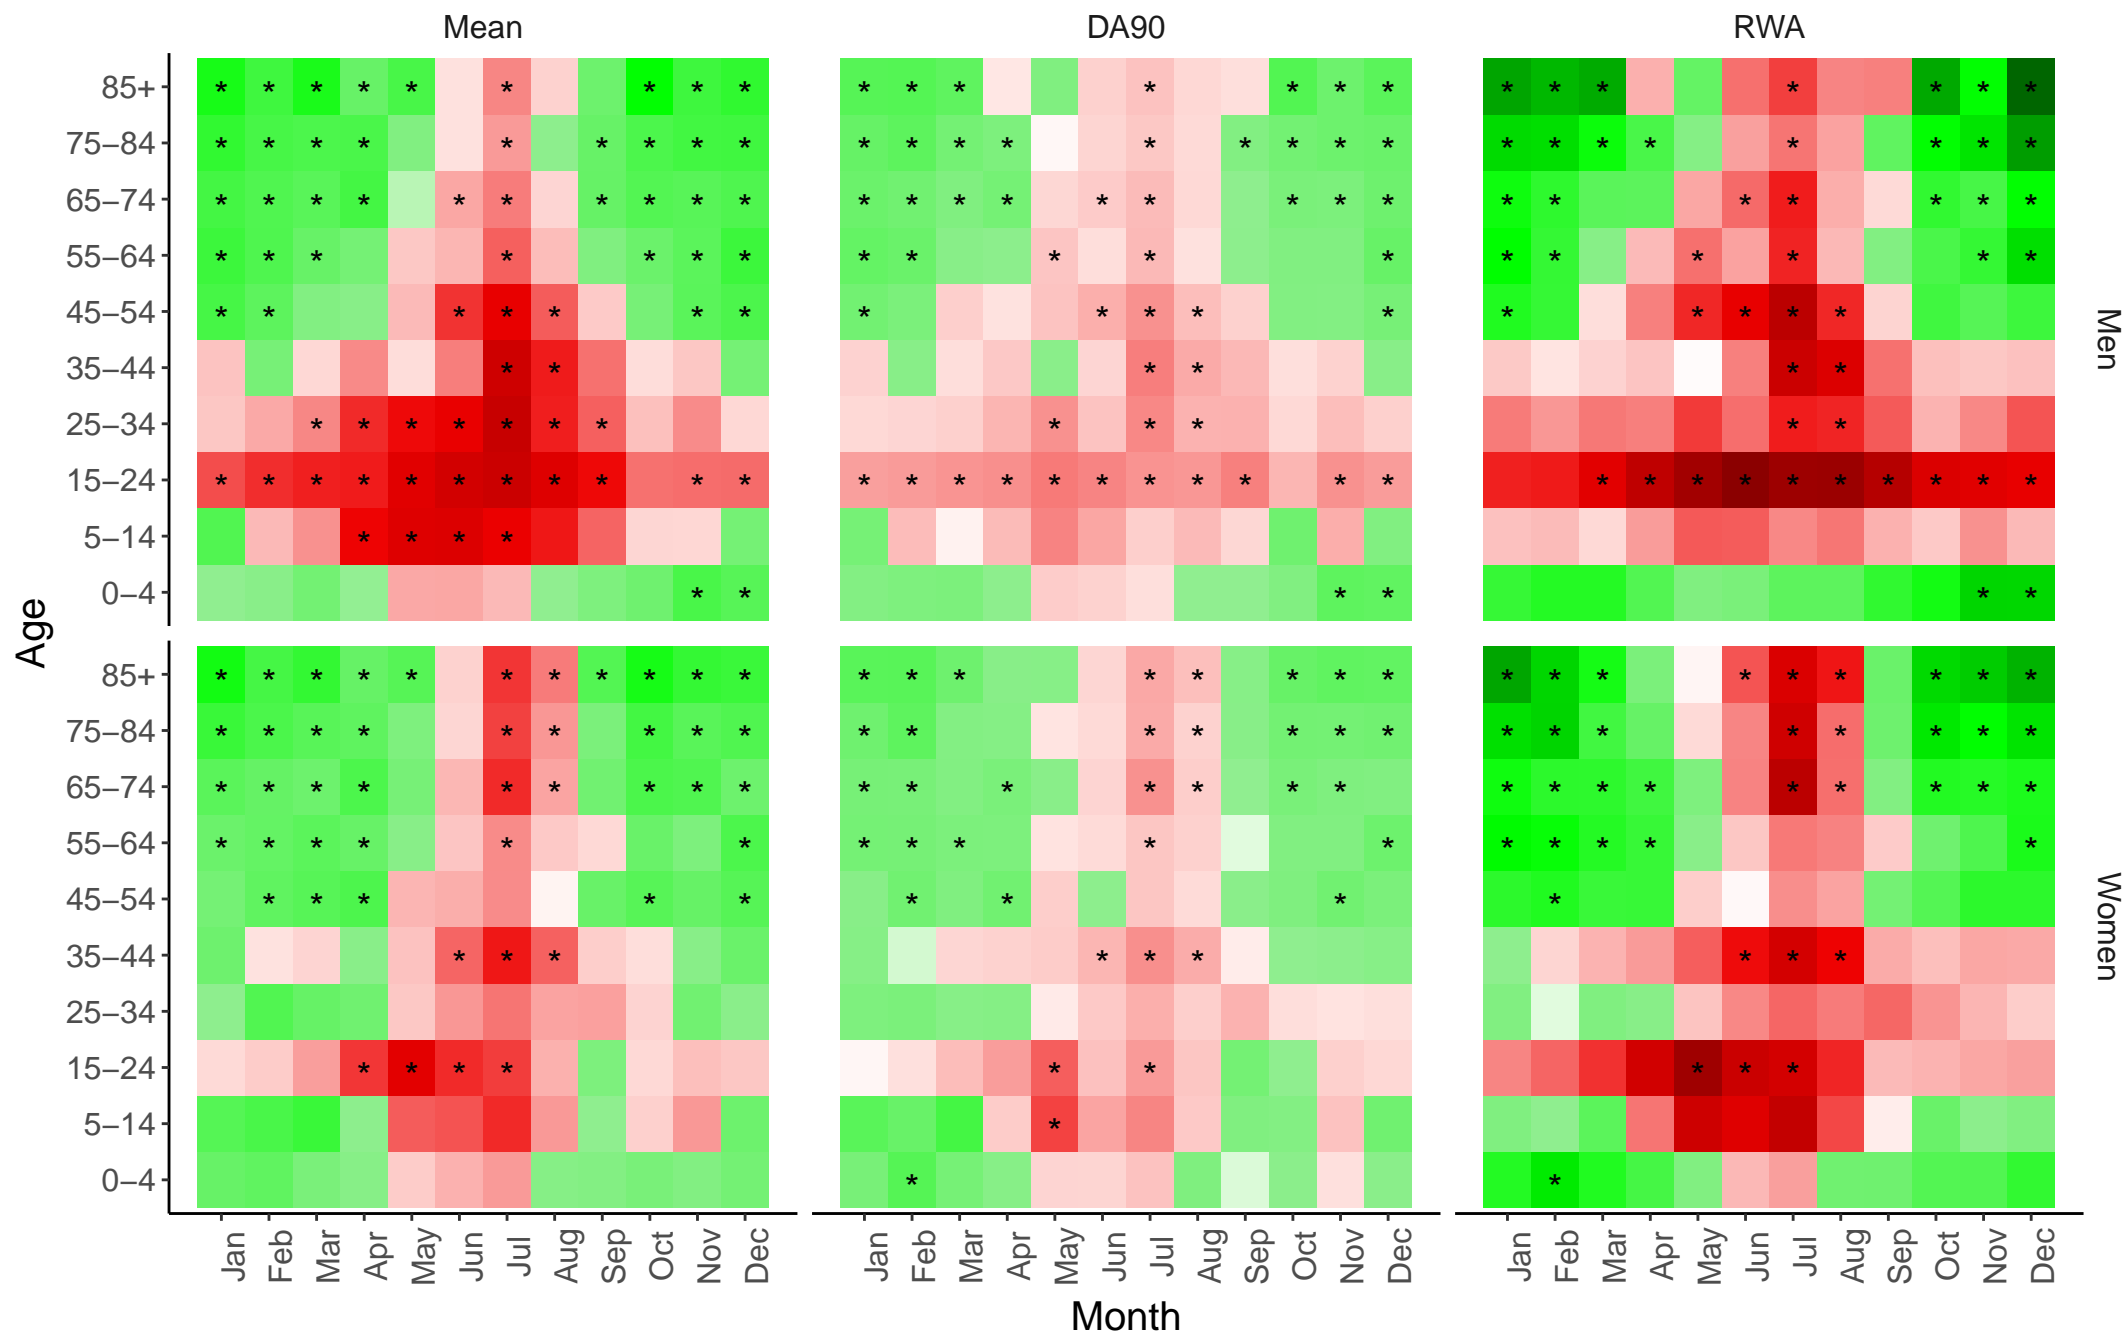 Mean DA90 RWA
85+ * * * * * * * * * * * * * * * * * * * * * *
75−84 * * * * * * * * * * * * * * * * * * * * * * * * *
65−74 * * * * * * * * * * * * * * * * * * * * * * * * * * *
55−64 * * * * * * * * * * * * * * * * * * *
45−54 * * * * * * * * * * * * * * * * * *
35−44 * * * * * *
25−34 * * * * * * * * * * * *
15−24 * * * * * * * * * * * * * * * * * * * * * * * * * * * * * * * *
5−14 * * * *
0−4 * * * * * *
Men
85+ * * * * * * * * * * * * * * * * * * * * * * * * * * * *
75−84 * * * * * * * * * * * * * * * * * * * * * * * * *
65−74 * * * * * * * * * * * * * * * * * * * * * * * * * *
55−64 * * * * * * * * * * * * * * * *
45−54 * * * * * * * * *
35−44 * * * * * * * * *
25−34
15−24 * * * * * * * * *
5−14 *
0−4 * *
Women
Age
Jan Feb Mar Apr May Jun Jul Aug Sep Oct Nov Dec Jan Feb Mar Apr May Jun Jul Aug Sep Oct Nov Dec Jan Feb Mar Apr May Jun Jul Aug Sep Oct Nov Dec
Month